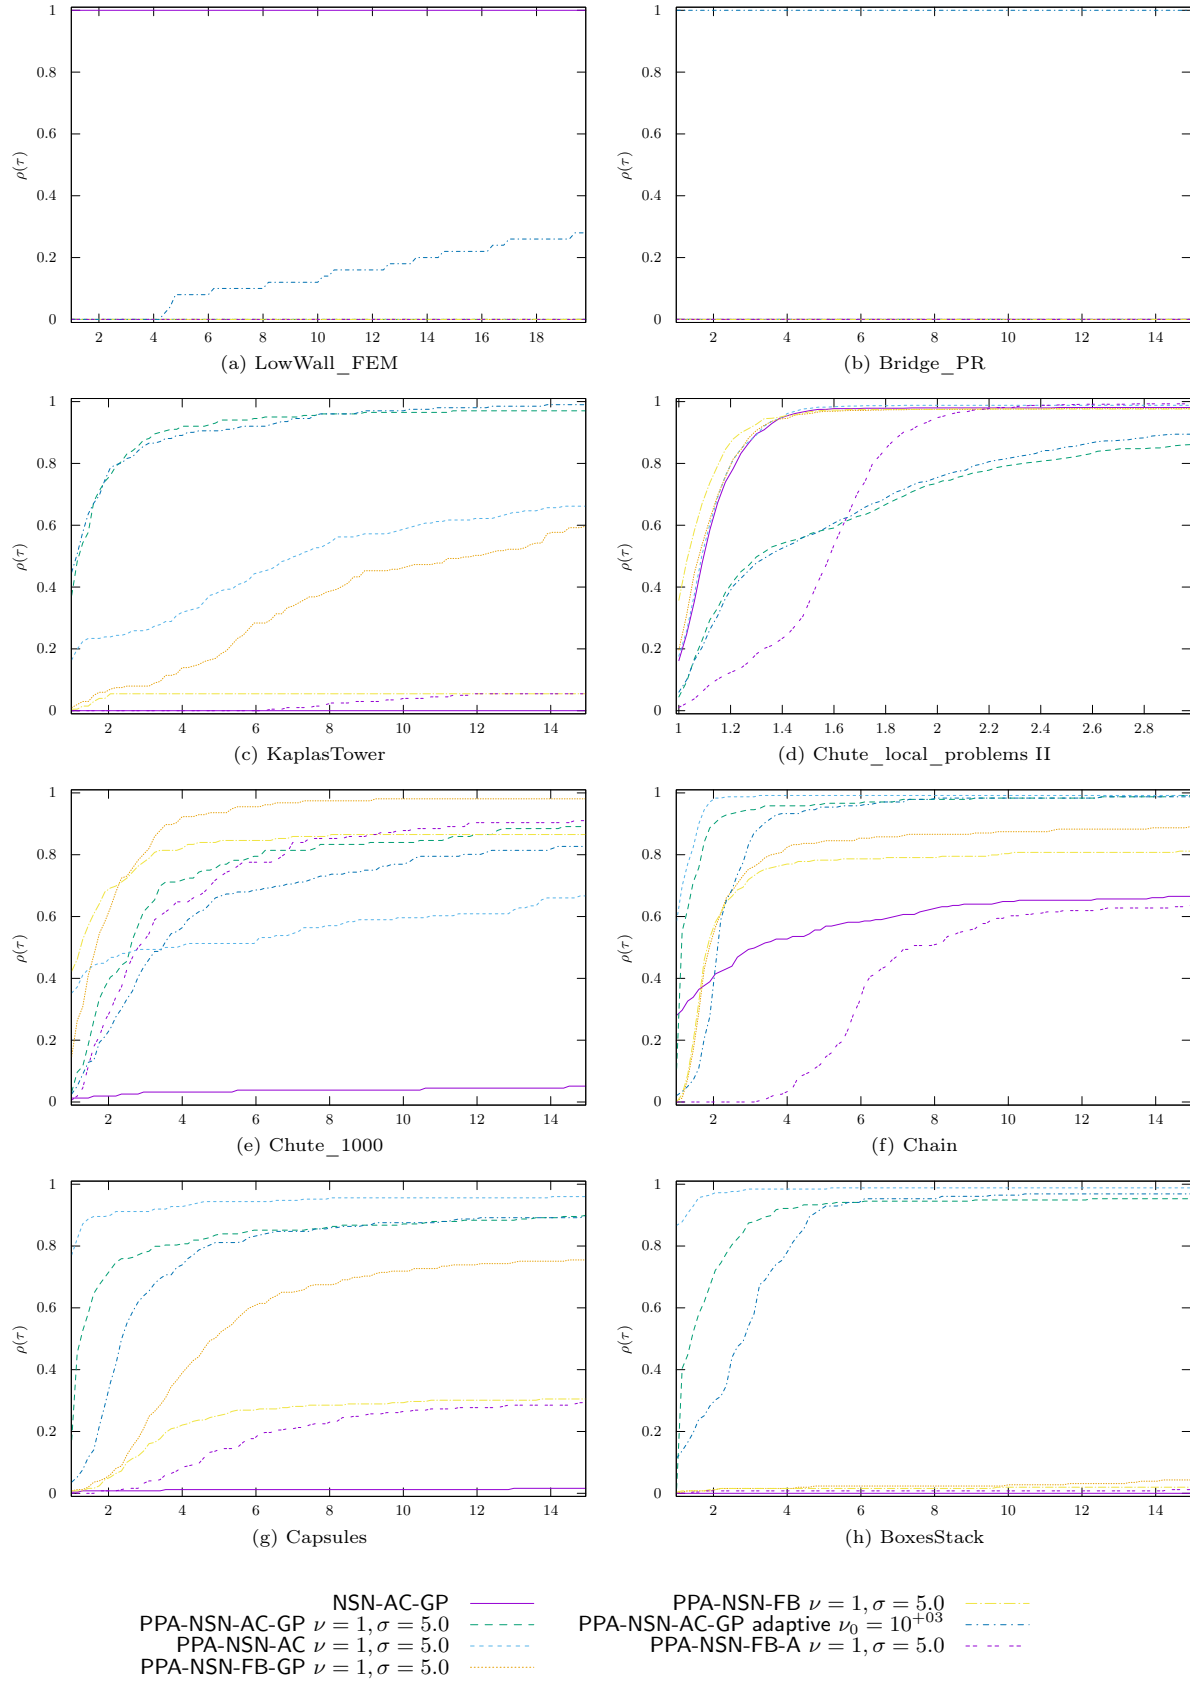 1
0.8
0.6
ρ(τ)
0.4
0.2
0
2 4 6 8 10 12 14 16 18
(a) LowWall_FEM
1
0.8
0.6
ρ(τ)
0.4
0.2
0
2 4 6 8 10 12 14
(b) Bridge_PR
1
0.8
0.6
ρ(τ)
0.4
0.2
0
2 4 6 8 10 12 14
(c) KaplasTower
1
0.8
0.6
ρ(τ)
0.4
0.2
0
1 1.2 1.4 1.6 1.8 2 2.2 2.4 2.6 2.8
(d) Chute_local_problems II
1
0.8
0.6
ρ(τ)
0.4
0.2
0
2 4 6 8 10 12 14
(e) Chute_1000
1
0.8
0.6
ρ(τ)
0.4
0.2
0
2 4 6 8 10 12 14
(f) Chain
1
0.8
0.6
ρ(τ)
0.4
0.2
0
2 4 6 8 10 12 14
(g) Capsules
1
0.8
0.6
ρ(τ)
0.4
0.2
0
2 4 6 8 10 12 14
(h) BoxesStack
NSN-AC-GP
PPA-NSN-AC-GP ν = 1, σ = 5.0
PPA-NSN-AC ν = 1, σ = 5.0
PPA-NSN-FB-GP ν = 1, σ = 5.0
PPA-NSN-FB ν = 1, σ = 5.0
PPA-NSN-AC-GP adaptive ν₀ = 10⁺⁰³
PPA-NSN-FB-A ν = 1, σ = 5.0